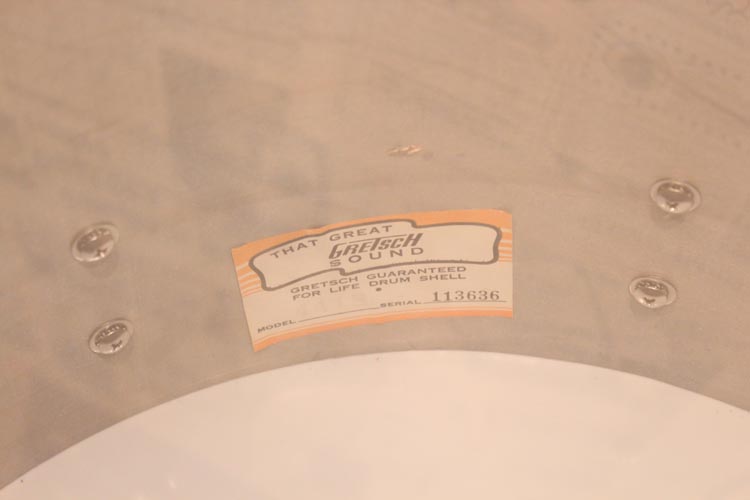 THAT GREAT
GRETSCH
SOUND
GRETSCH GUARANTEED
FOR LIFE DRUM SHELL
MODEL SERIAL 113636